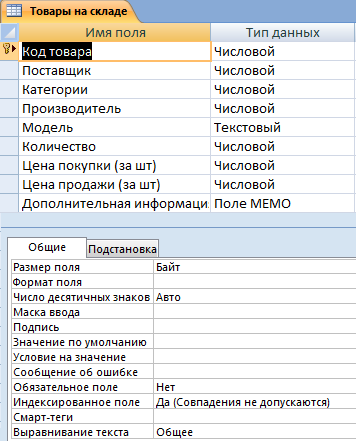 Товары на складе
Имя поля Тип данных
Код товара Числовой
Поставщик Числовой
Категории Числовой
Производитель Числовой
Модель Текстовый
Количество Числовой
Цена покупки (за шт) Числовой
Цена продажи (за шт) Числовой
Дополнительная информаци Поле МЕМО
Общие Подстановка
Размер поля Байт
Формат поля
Число десятичных знаков Авто
Маска ввода
Подпись
Значение по умолчанию
Условие на значение
Сообщение об ошибке
Обязательное поле Нет
Индексированное поле Да (Совпадения не допускаются)
Смарт-теги
Выравнивание текста Общее